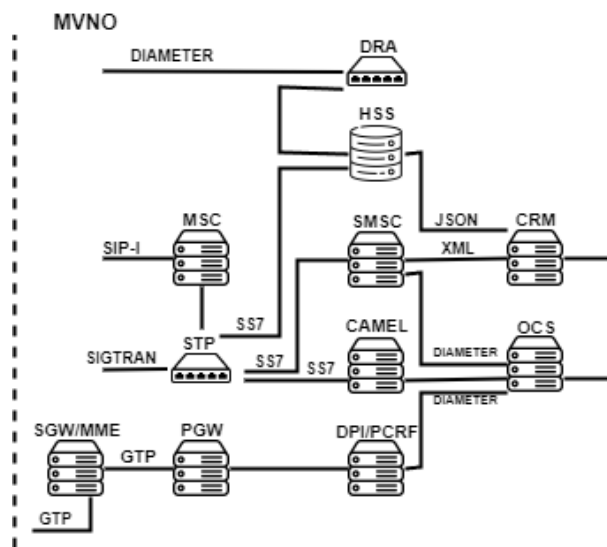 MVNO
DRA
DIAMETER
HSS
MSC
SMSC
JSON
CRM
SIP-I
XML
SS7
CAMEL
OCS
STP
SIGTRAN
SS7
SS7
DIAMETER
DIAMETER
SGW/MME
PGW
DPI/PCRF
GTP
GTP